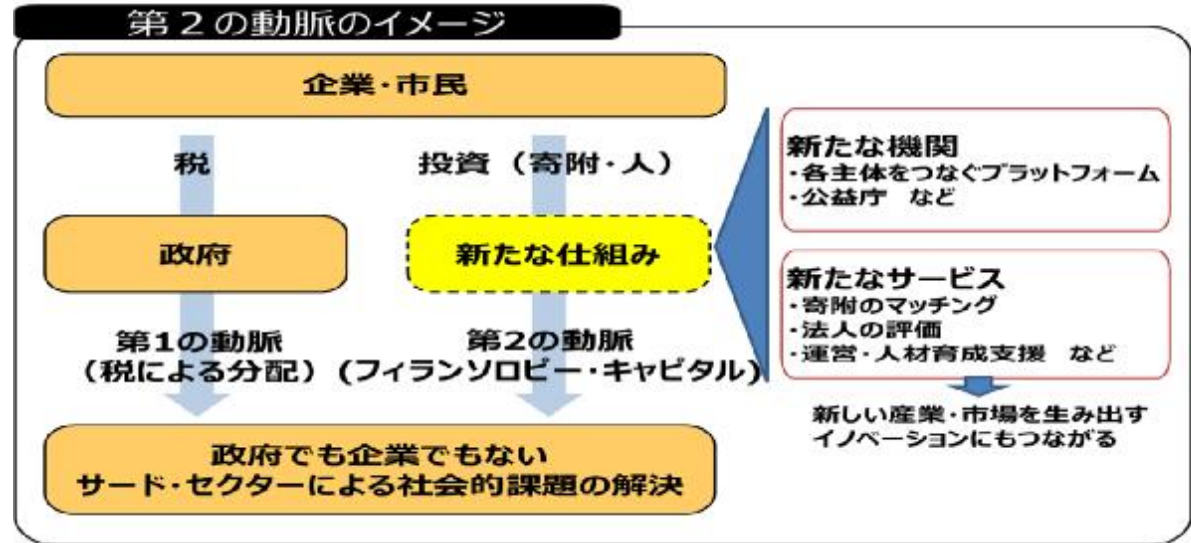 第２の動脈のイメージ
企業・市民
税
投資（寄附・人）
政府
新たな仕組み
第1の動脈
（税による分配）
第2の動脈
(フィランソロピー・キャピタル)
政府でも企業でもない
サード・セクターによる社会的課題の解決
新たな機関
・各主体をつなぐプラットフォーム
・公益庁　など
新たなサービス
・寄附のマッチング
・法人の評価
・運営・人材育成支援　など
新しい産業・市場を生み出す
イノベーションにもつながる